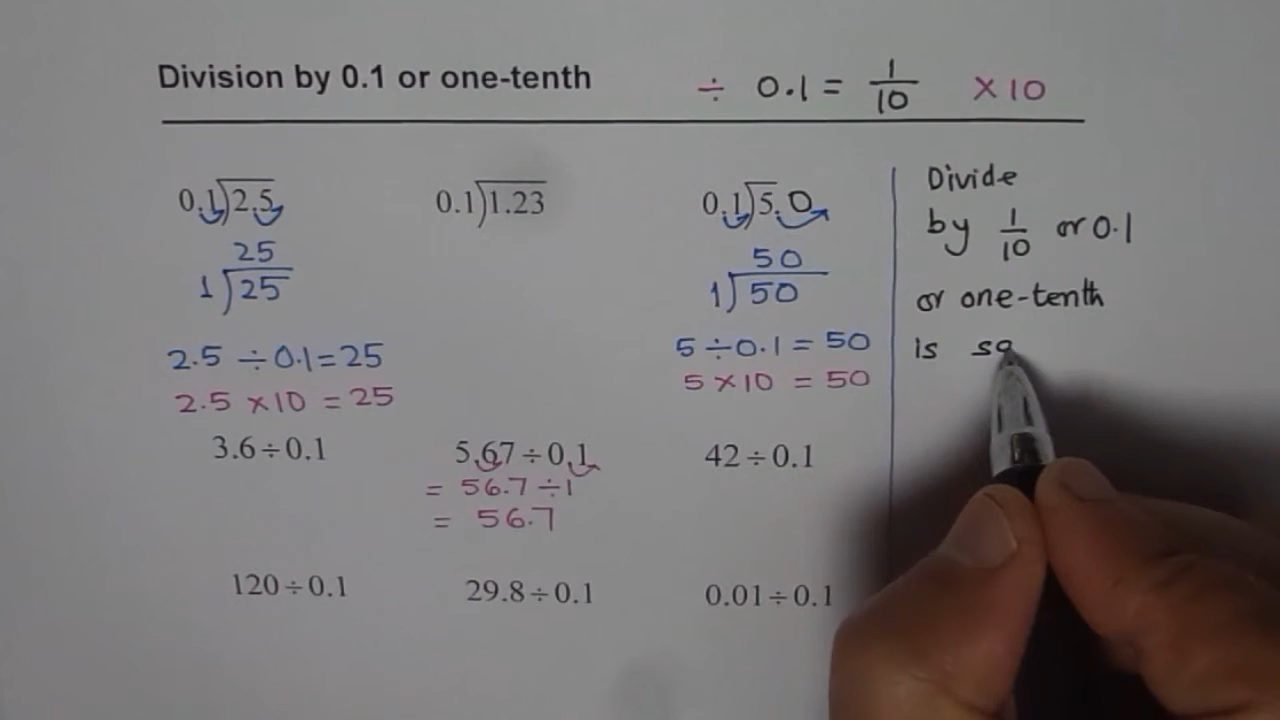 Division by 0.1 or one-tenth ÷ 0.1 = 1/10 × 10
0.1)2.5
25
1)25
2.5 ÷ 0.1 = 25
2.5 × 10 = 25
0.1)1.23
0.1)5.0
50
1)50
5 ÷ 0.1 = 50
5 × 10 = 50
3.6 ÷ 0.1
5.67 ÷ 0.1
= 56.7 ÷ 1
= 56.7
42 ÷ 0.1
120 ÷ 0.1
29.8 ÷ 0.1
0.01 ÷ 0.1
Divide
by 1/10 or 0.1
or one-tenth
is sa